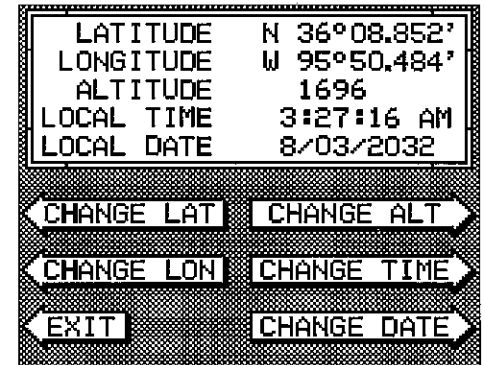 LATITUDE N 36°08.852'
LONGITUDE W 95°50.484'
ALTITUDE 1696
LOCAL TIME 3:27:16 AM
LOCAL DATE 8/03/2032
CHANGE LAT CHANGE ALT
CHANGE LON CHANGE TIME
EXIT CHANGE DATE